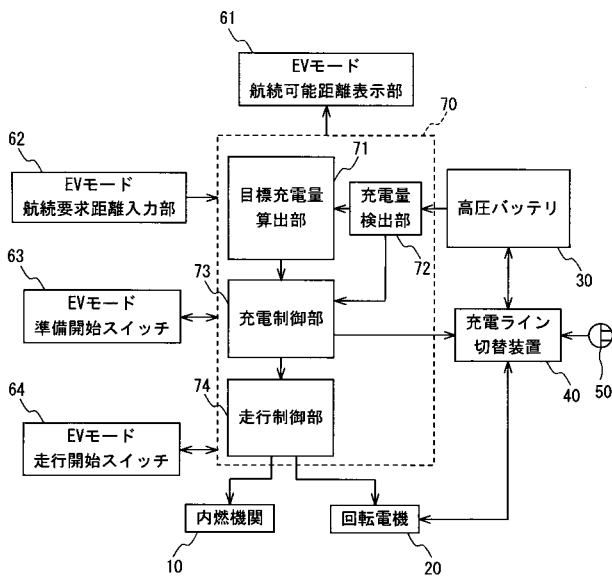 61
EVモード
航続可能距離表示部
70
62
EVモード
航続要求距離入力部
71
目標充電量
算出部
充電量
検出部
72
高圧バッテリ
30
63
EVモード
準備開始スイッチ
73
充電制御部
充電ライン
切替装置
40
50
64
EVモード
走行開始スイッチ
74
走行制御部
内燃機関
10
回転電機
20